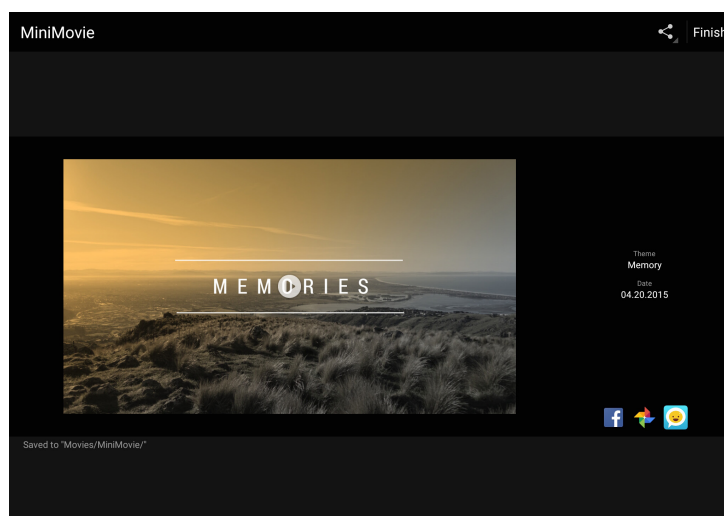 MiniMovie
Finish
MEMORIES
Theme
Memory
Date
04.20.2015
Saved to "Movies/MiniMovie/"